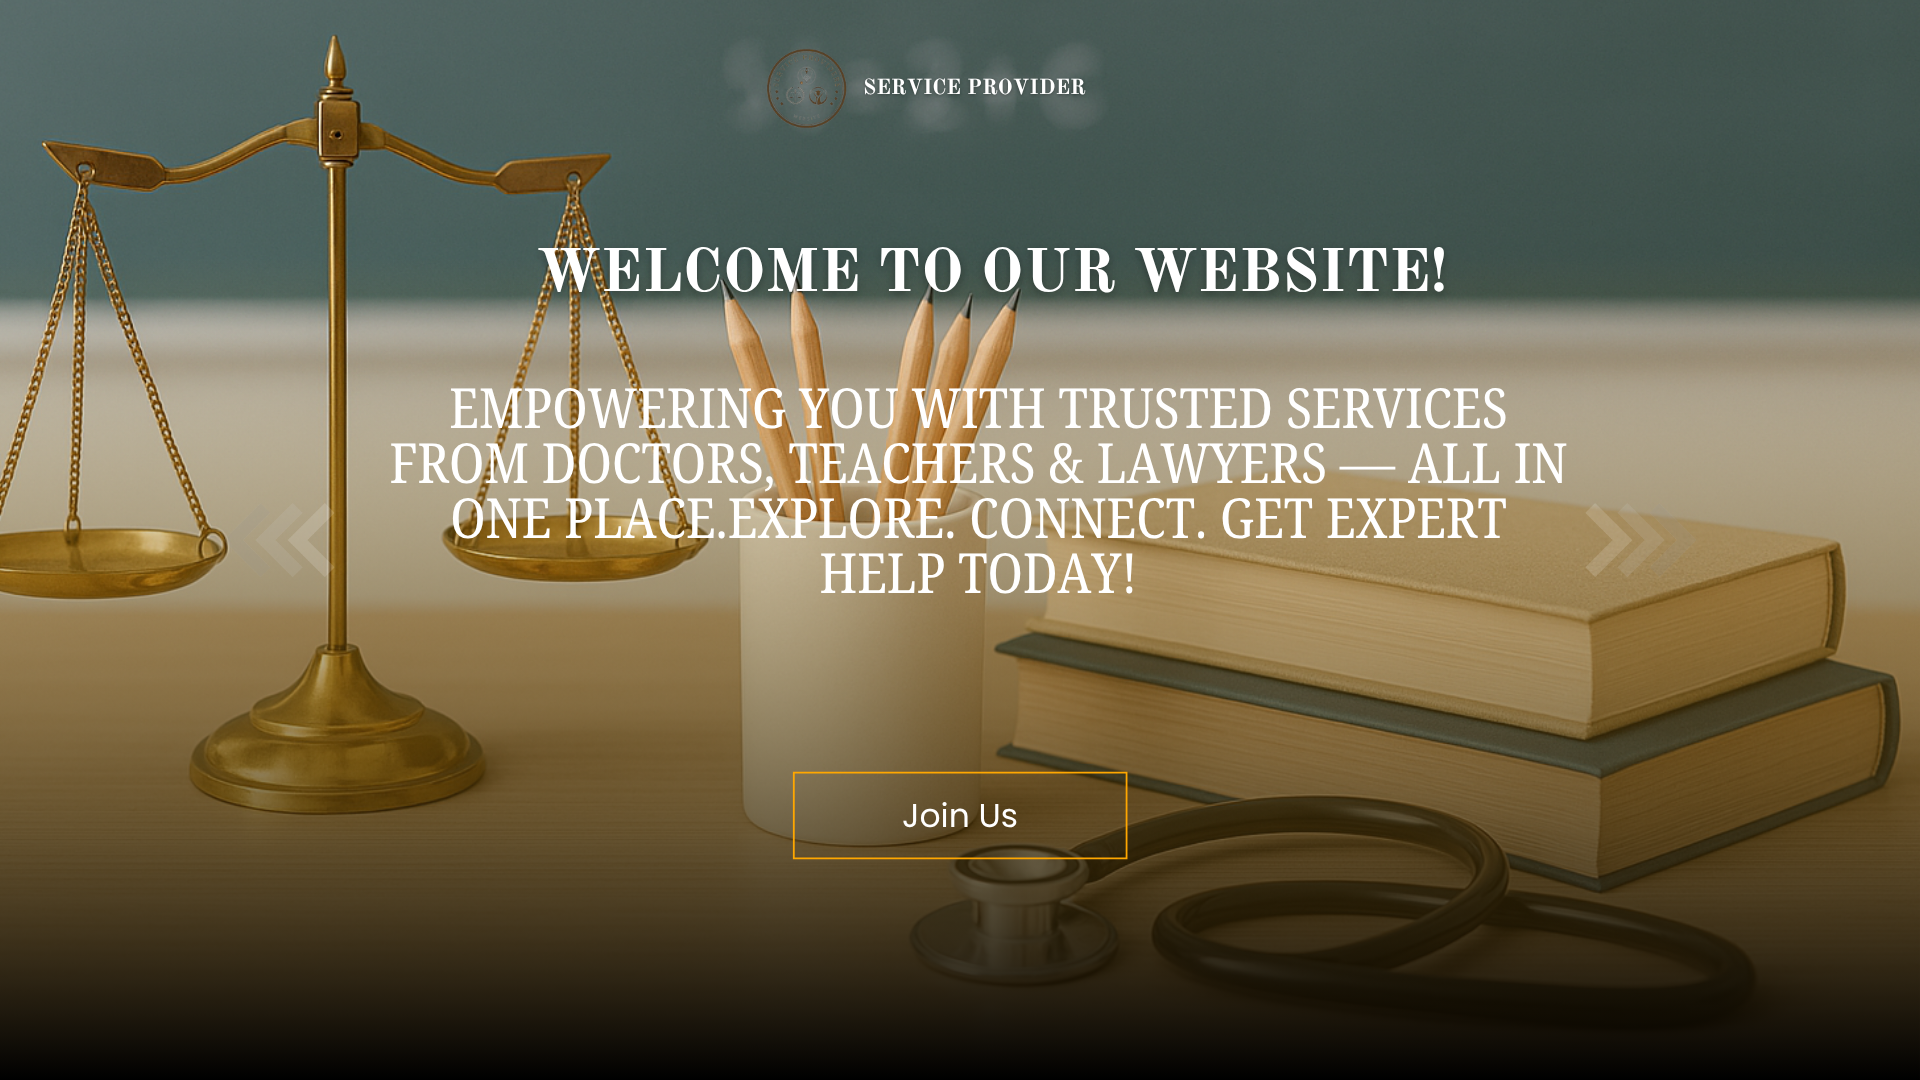 SERVICE PROVIDER
WELCOME TO OUR WEBSITE!
EMPOWERING YOU WITH TRUSTED SERVICES
FROM DOCTORS, TEACHERS & LAWYERS — ALL IN
ONE PLACE.EXPLORE. CONNECT. GET EXPERT
HELP TODAY!
Join Us